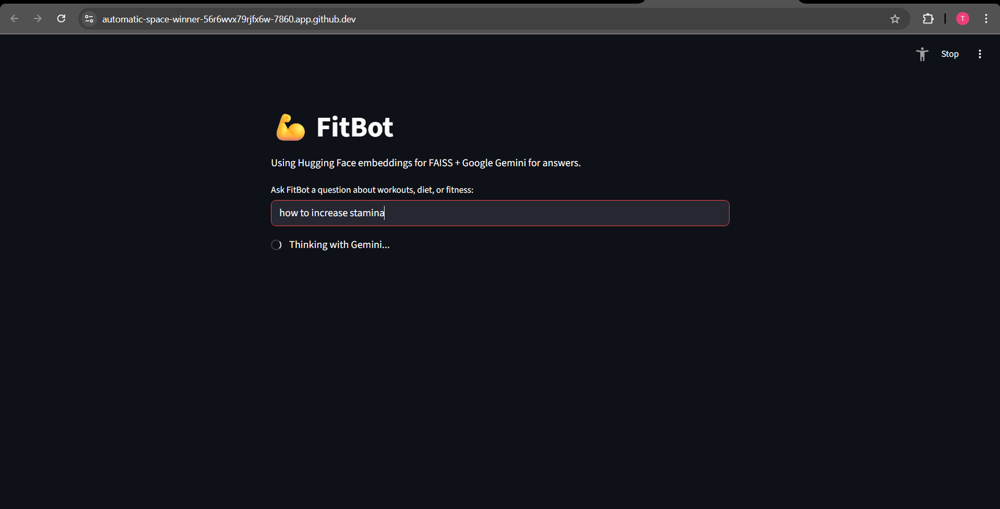 automatic-space-winner-56r6wvx79rjfx6w-7860.app.github.dev
T
Stop
💪 FitBot
Using Hugging Face embeddings for FAISS + Google Gemini for answers.
Ask FitBot a question about workouts, diet, or fitness:
how to increase stamina
Thinking with Gemini...